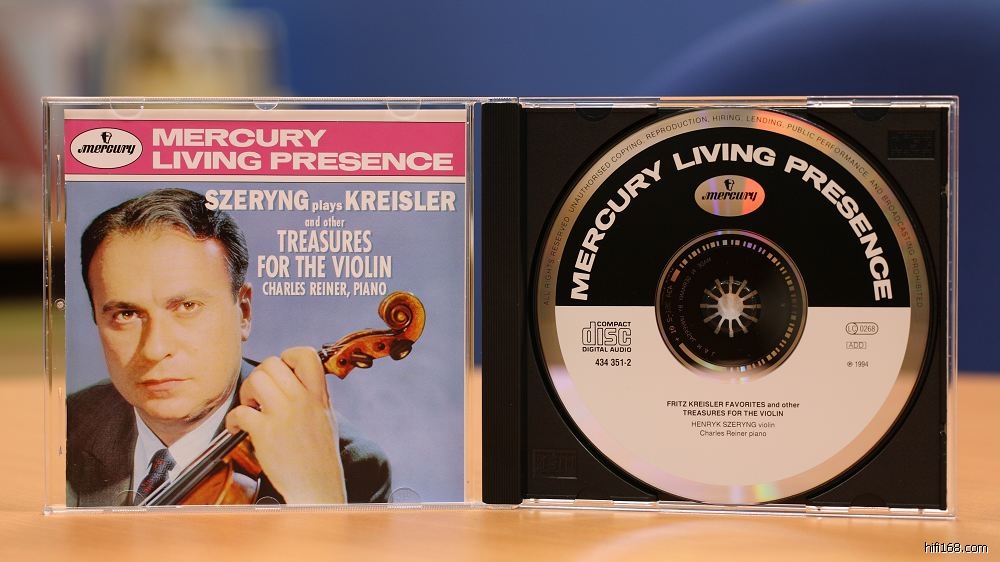 mercury
MERCURY
LIVING PRESENCE
SZERYNG plays KREISLER
and other
TREASURES
FOR THE VIOLIN
CHARLES REINER, PIANO
ALL RIGHTS RESERVED. UNAUTHORISED COPYING, REPRODUCTION, HIRING, LENDING, PUBLIC PERFORMANCE AND BROADCASTING PROHIBITED
MERCURY LIVING PRESENCE
mercury
COMPACT
disc
DIGITAL AUDIO
434 351-2
LC 0268
ADD
℗ 1994
FRITZ KREISLER FAVORITES and other
TREASURES FOR THE VIOLIN
HENRYK SZERYNG violin
Charles Reiner piano
hifi168.com